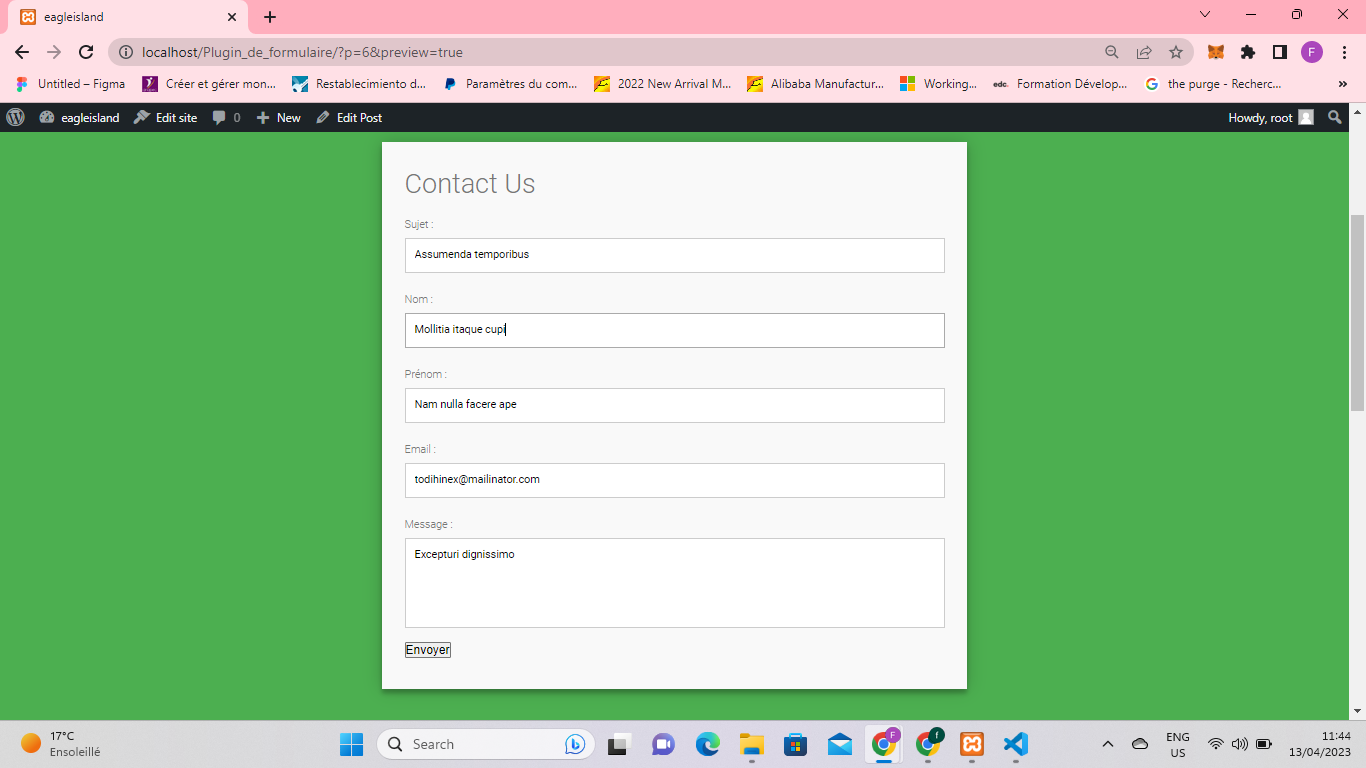 eagleisland
localhost/Plugin_de_formulaire/?p=6&preview=true
F
Untitled – Figma
Créer et gérer mon...
Restablecimiento d...
Paramètres du com...
2022 New Arrival M...
Alibaba Manufactur...
Working...
edc.
Formation Dévelop...
the purge - Recherc...
»
eagleisland
Edit site
0
New
Edit Post
Howdy, root
Contact Us
Sujet :
Assumenda temporibus
Nom :
Mollitia itaque cupi
Prénom :
Nam nulla facere ape
Email :
todihinex@mailinator.com
Message :
Excepturi dignissimo
Envoyer
17°C
Ensoleillé
Search
F
f
ENG
US
11:44
13/04/2023